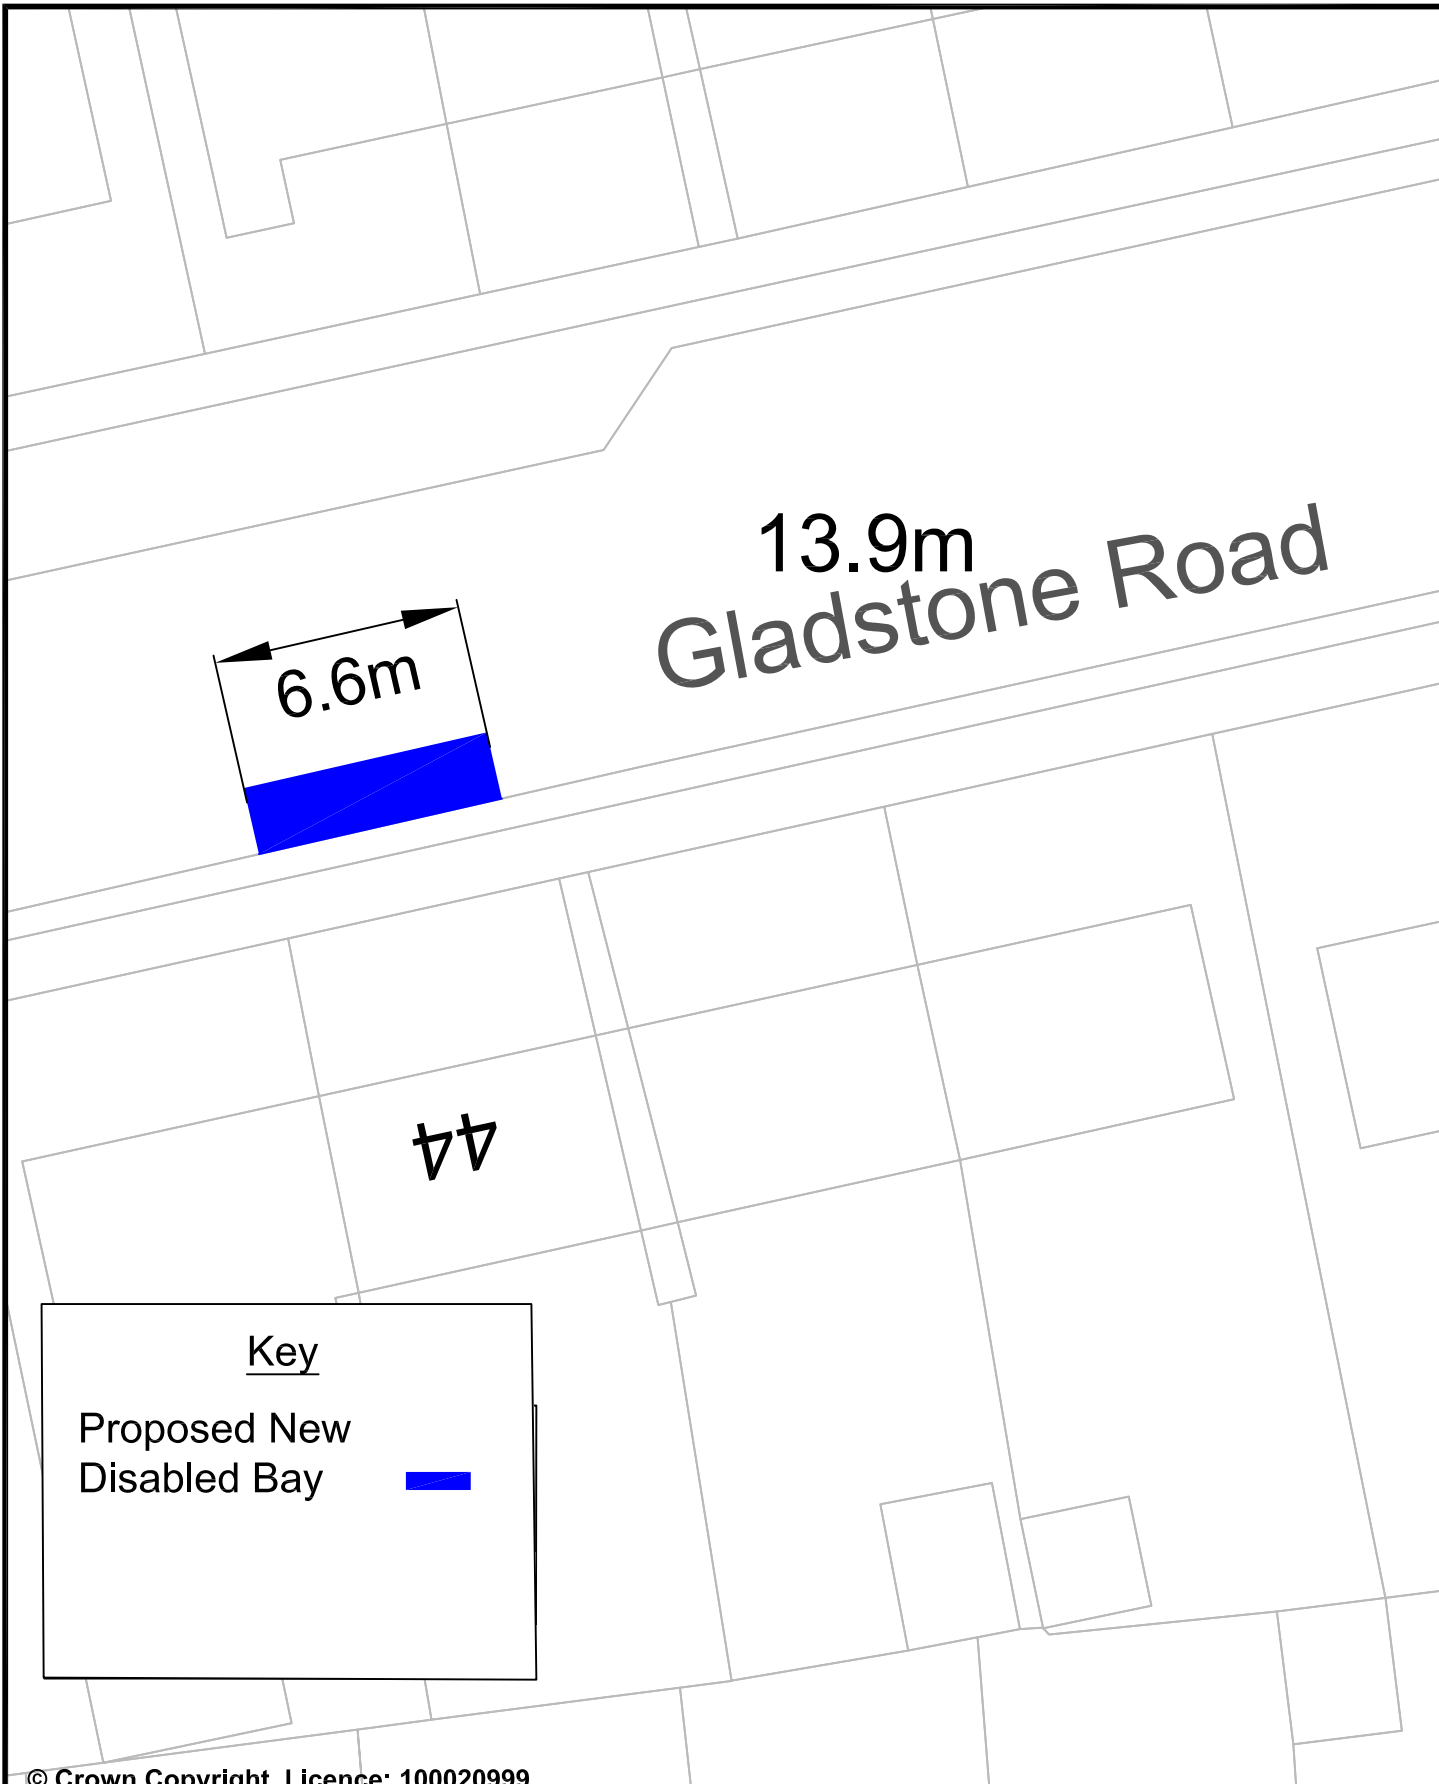 13.9m
Gladstone Road
6.6m
44
Key
Proposed New
Disabled Bay
© Crown Copyright. Licence: 100020999